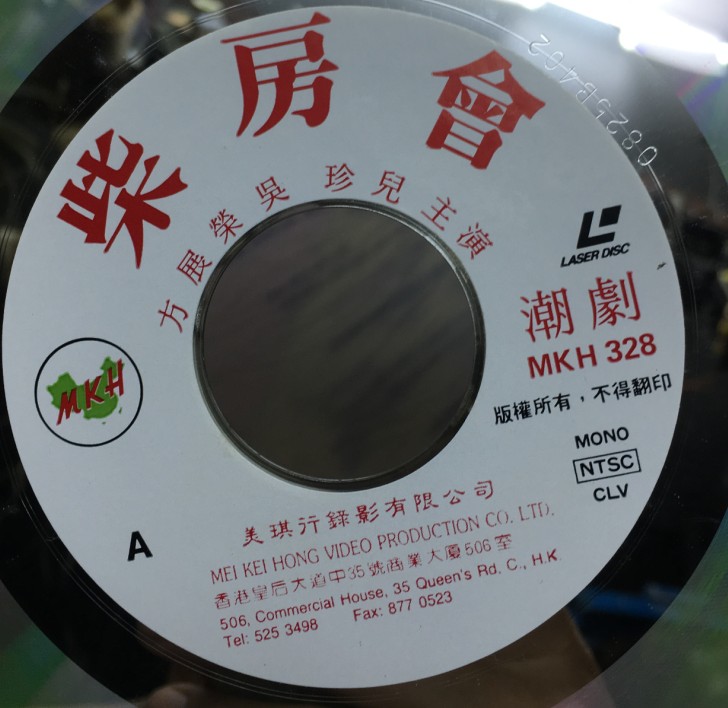 柴房會
方展榮 吳珍兒 主演
0825B462
LASER DISC
潮劇
MKH 328
版權所有，不得翻印
MKH
MONO
NTSC
CLV
A
美琪行錄影有限公司
MEI KEI HONG VIDEO PRODUCTION CO. LTD.
香港皇后大道中35號商業大廈506室
506, Commercial House, 35 Queen's Rd. C., H.K.
Tel: 525 3498 Fax: 877 0523